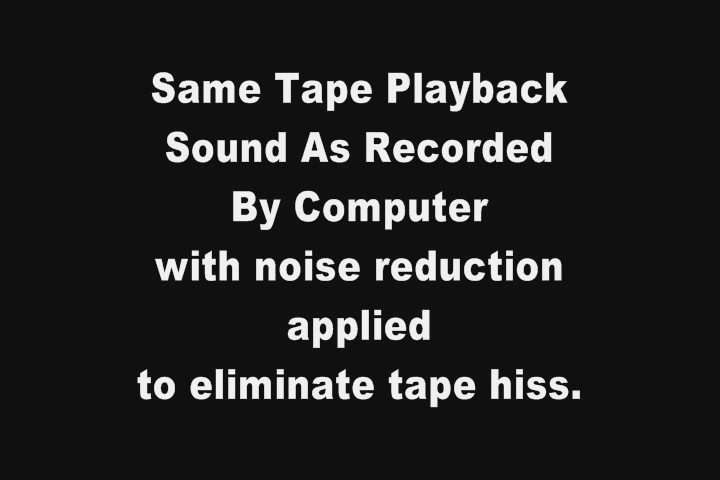 Same Tape Playback
Sound As Recorded
By Computer
with noise reduction
applied
to eliminate tape hiss.